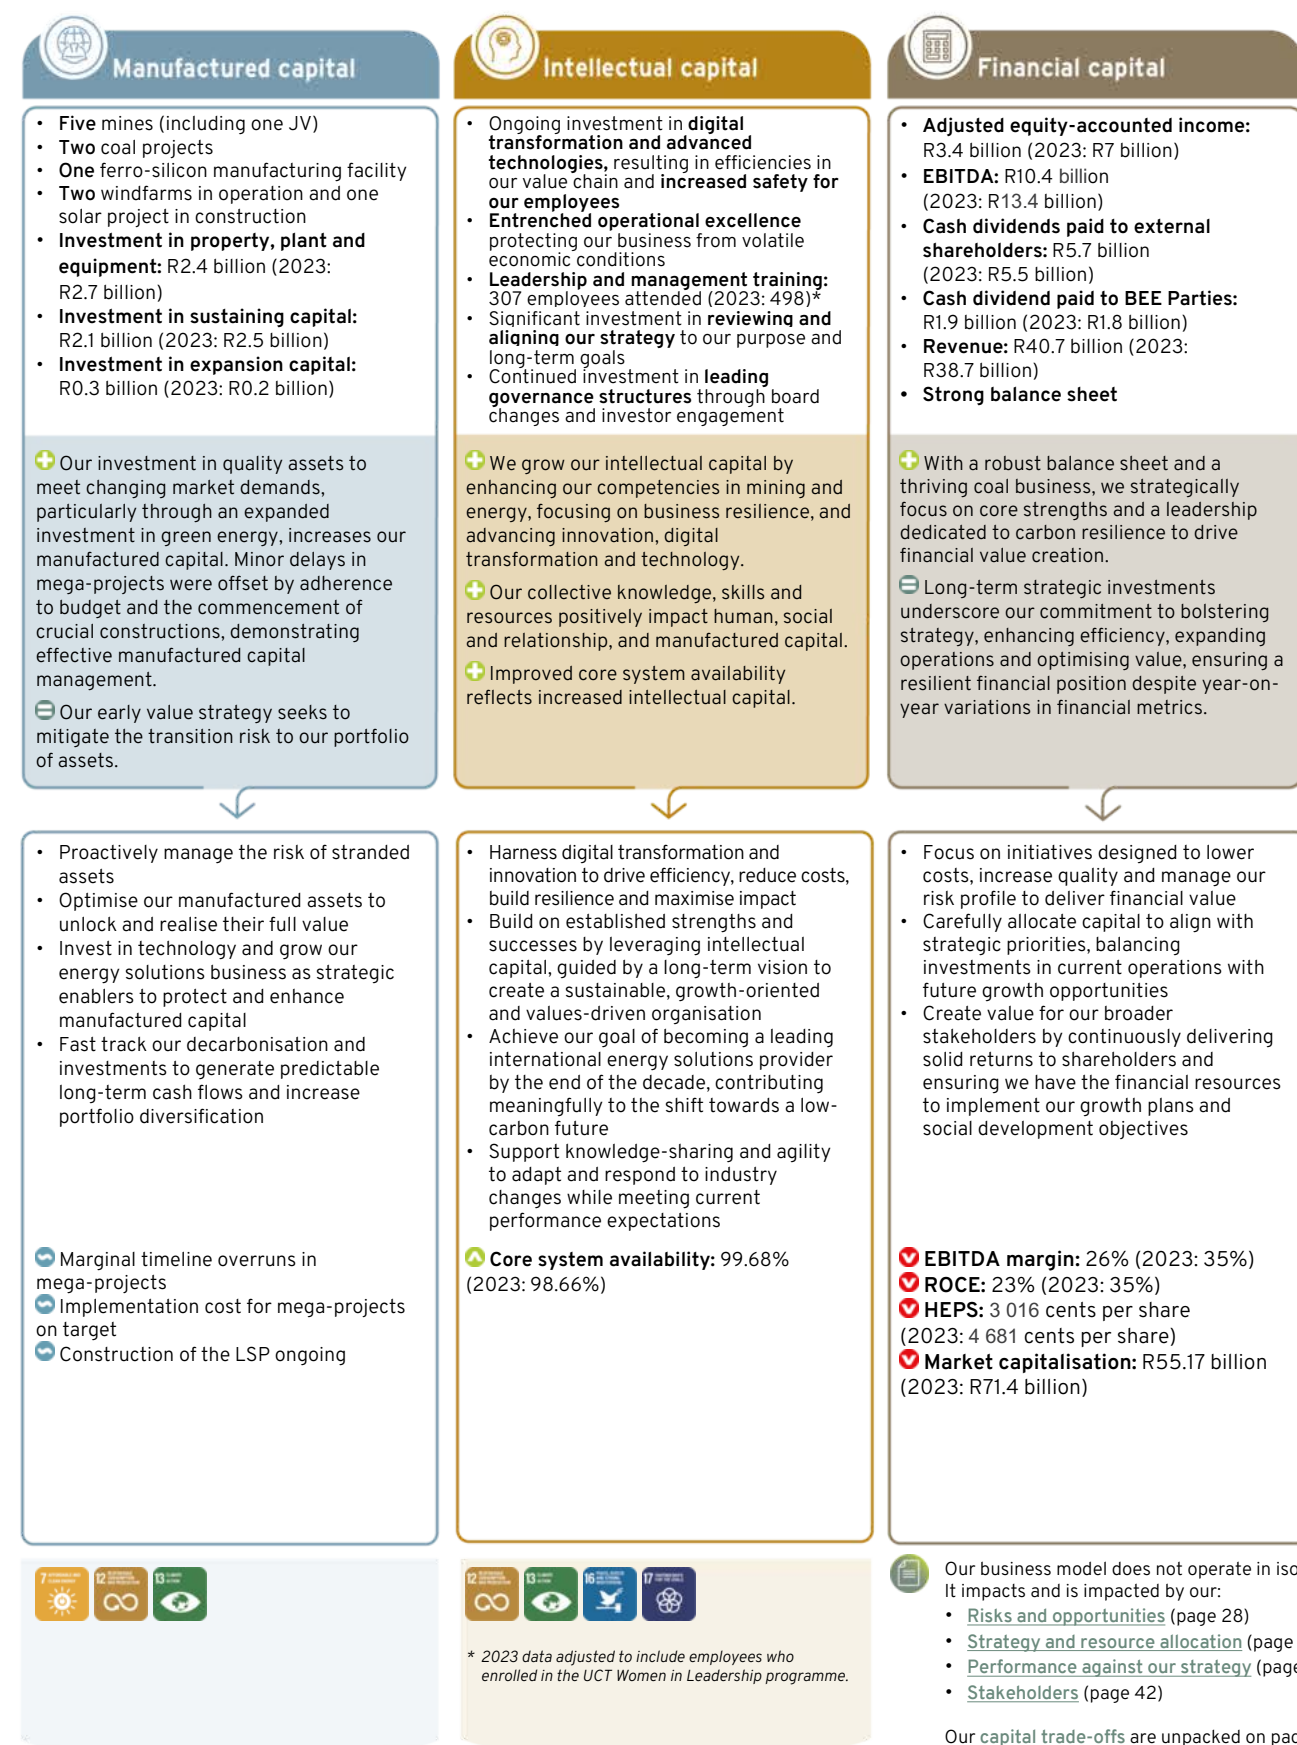 Manufactured capital
• Five mines (including one JV)
• Two coal projects
• One ferro-silicon manufacturing facility
• Two windfarms in operation and one
solar project in construction
• Investment in property, plant and
equipment: R2.4 billion (2023:
R2.7 billion)
• Investment in sustaining capital:
R2.1 billion (2023: R2.5 billion)
• Investment in expansion capital:
R0.3 billion (2023: R0.2 billion)
Our investment in quality assets to
meet changing market demands,
particularly through an expanded
investment in green energy, increases our
manufactured capital. Minor delays in
mega-projects were offset by adherence
to budget and the commencement of
crucial constructions, demonstrating
effective manufactured capital
management.
Our early value strategy seeks to
mitigate the transition risk to our portfolio
of assets.
• Proactively manage the risk of stranded
assets
• Optimise our manufactured assets to
unlock and realise their full value
• Invest in technology and grow our
energy solutions business as strategic
enablers to protect and enhance
manufactured capital
• Fast track our decarbonisation and
investments to generate predictable
long-term cash flows and increase
portfolio diversification
Marginal timeline overruns in
mega-projects
Implementation cost for mega-projects
on target
Construction of the LSP ongoing
7
12
13
Intellectual capital
• Ongoing investment in digital
transformation and advanced
technologies, resulting in efficiencies in
our value chain and increased safety for
our employees
• Entrenched operational excellence
protecting our business from volatile
economic conditions
• Leadership and management training:
307 employees attended (2023: 498)*
• Significant investment in reviewing and
aligning our strategy to our purpose and
long-term goals
• Continued investment in leading
governance structures through board
changes and investor engagement
We grow our intellectual capital by
enhancing our competencies in mining and
energy, focusing on business resilience, and
advancing innovation, digital
transformation and technology.
Our collective knowledge, skills and
resources positively impact human, social
and relationship, and manufactured capital.
Improved core system availability
reflects increased intellectual capital.
• Harness digital transformation and
innovation to drive efficiency, reduce costs,
build resilience and maximise impact
• Build on established strengths and
successes by leveraging intellectual
capital, guided by a long-term vision to
create a sustainable, growth-oriented
and values-driven organisation
• Achieve our goal of becoming a leading
international energy solutions provider
by the end of the decade, contributing
meaningfully to the shift towards a low-
carbon future
• Support knowledge-sharing and agility
to adapt and respond to industry
changes while meeting current
performance expectations
Core system availability: 99.68%
(2023: 98.66%)
12
13
16
17
* 2023 data adjusted to include employees who
enrolled in the UCT Women in Leadership programme.
Financial capital
• Adjusted equity-accounted income:
R3.4 billion (2023: R7 billion)
• EBITDA: R10.4 billion
(2023: R13.4 billion)
• Cash dividends paid to external
shareholders: R5.7 billion
(2023: R5.5 billion)
• Cash dividend paid to BEE Parties:
R1.9 billion (2023: R1.8 billion)
• Revenue: R40.7 billion (2023:
R38.7 billion)
• Strong balance sheet
With a robust balance sheet and a
thriving coal business, we strategically
focus on core strengths and a leadership
dedicated to carbon resilience to drive
financial value creation.
Long-term strategic investments
underscore our commitment to bolstering
strategy, enhancing efficiency, expanding
operations and optimising value, ensuring a
resilient financial position despite year-on-
year variations in financial metrics.
• Focus on initiatives designed to lower
costs, increase quality and manage our
risk profile to deliver financial value
• Carefully allocate capital to align with
strategic priorities, balancing
investments in current operations with
future growth opportunities
• Create value for our broader
stakeholders by continuously delivering
solid returns to shareholders and
ensuring we have the financial resources
to implement our growth plans and
social development objectives
EBITDA margin: 26% (2023: 35%)
ROCE: 23% (2023: 35%)
HEPS: 3 016 cents per share
(2023: 4 681 cents per share)
Market capitalisation: R55.17 billion
(2023: R71.4 billion)
Our business model does not operate in iso
It impacts and is impacted by our:
• Risks and opportunities (page 28)
• Strategy and resource allocation (page
• Performance against our strategy (page
• Stakeholders (page 42)
Our capital trade-offs are unpacked on pag